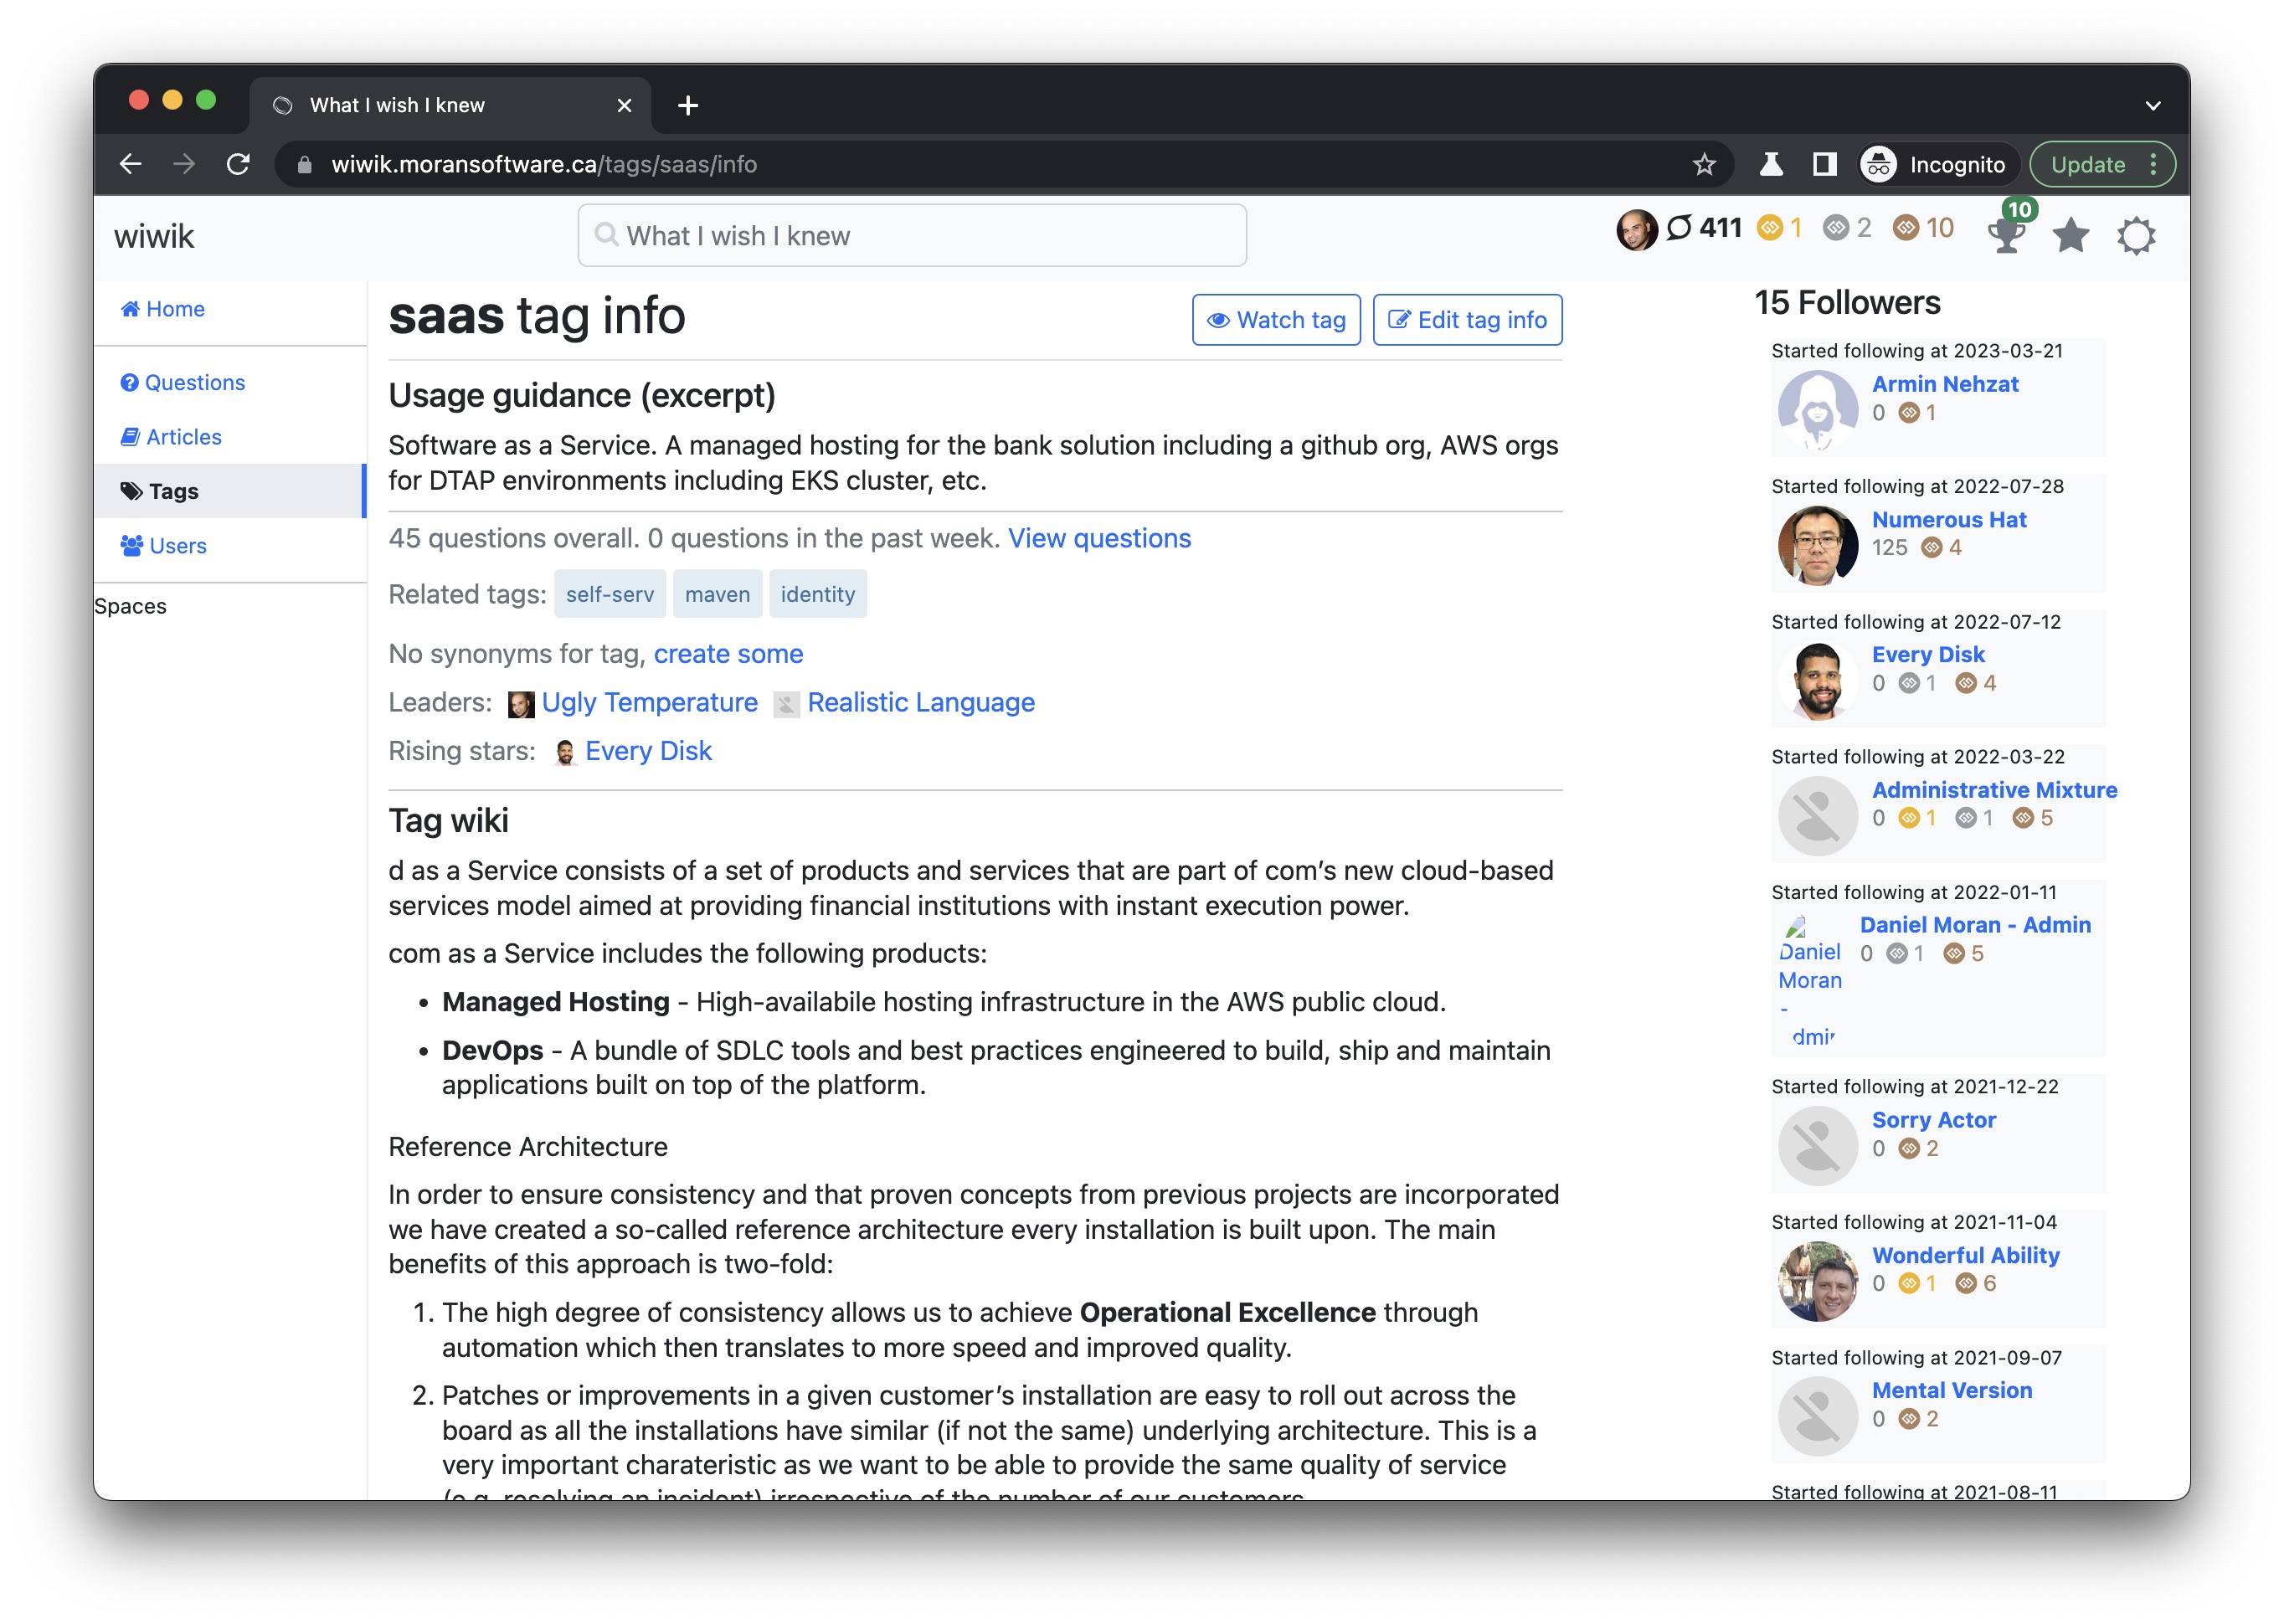 What I wish I knew
wiwik.moransoftware.ca/tags/saas/info
Incognito
Update
wiwik
What I wish I knew
411 1 2 10
10
Home
Questions
Articles
Tags
Users
Spaces
saas tag info
Watch tag
Edit tag info
Usage guidance (excerpt)
Software as a Service. A managed hosting for the bank solution including a github org, AWS orgs
for DTAP environments including EKS cluster, etc.
45 questions overall. 0 questions in the past week. View questions
Related tags: self-serv maven identity
No synonyms for tag, create some
Leaders: Ugly Temperature Realistic Language
Rising stars: Every Disk
Tag wiki
d as a Service consists of a set of products and services that are part of com’s new cloud-based
services model aimed at providing financial institutions with instant execution power.
com as a Service includes the following products:
• Managed Hosting - High-availabile hosting infrastructure in the AWS public cloud.
• DevOps - A bundle of SDLC tools and best practices engineered to build, ship and maintain
applications built on top of the platform.
Reference Architecture
In order to ensure consistency and that proven concepts from previous projects are incorporated
we have created a so-called reference architecture every installation is built upon. The main
benefits of this approach is two-fold:
1. The high degree of consistency allows us to achieve Operational Excellence through
automation which then translates to more speed and improved quality.
2. Patches or improvements in a given customer’s installation are easy to roll out across the
board as all the installations have similar (if not the same) underlying architecture. This is a
very important charateristic as we want to be able to provide the same quality of service
(e.g. resolving an incident) irrespective of the number of our customers.
15 Followers
Started following at 2023-03-21
Armin Nehzat
0 1
Started following at 2022-07-28
Numerous Hat
125 4
Started following at 2022-07-12
Every Disk
0 1 4
Started following at 2022-03-22
Administrative Mixture
0 1 1 5
Started following at 2022-01-11
Daniel Moran - Admin
0 1 5
Daniel
Moran
-
dmir
Started following at 2021-12-22
Sorry Actor
0 2
Started following at 2021-11-04
Wonderful Ability
0 1 6
Started following at 2021-09-07
Mental Version
0 2
Started following at 2021-08-11